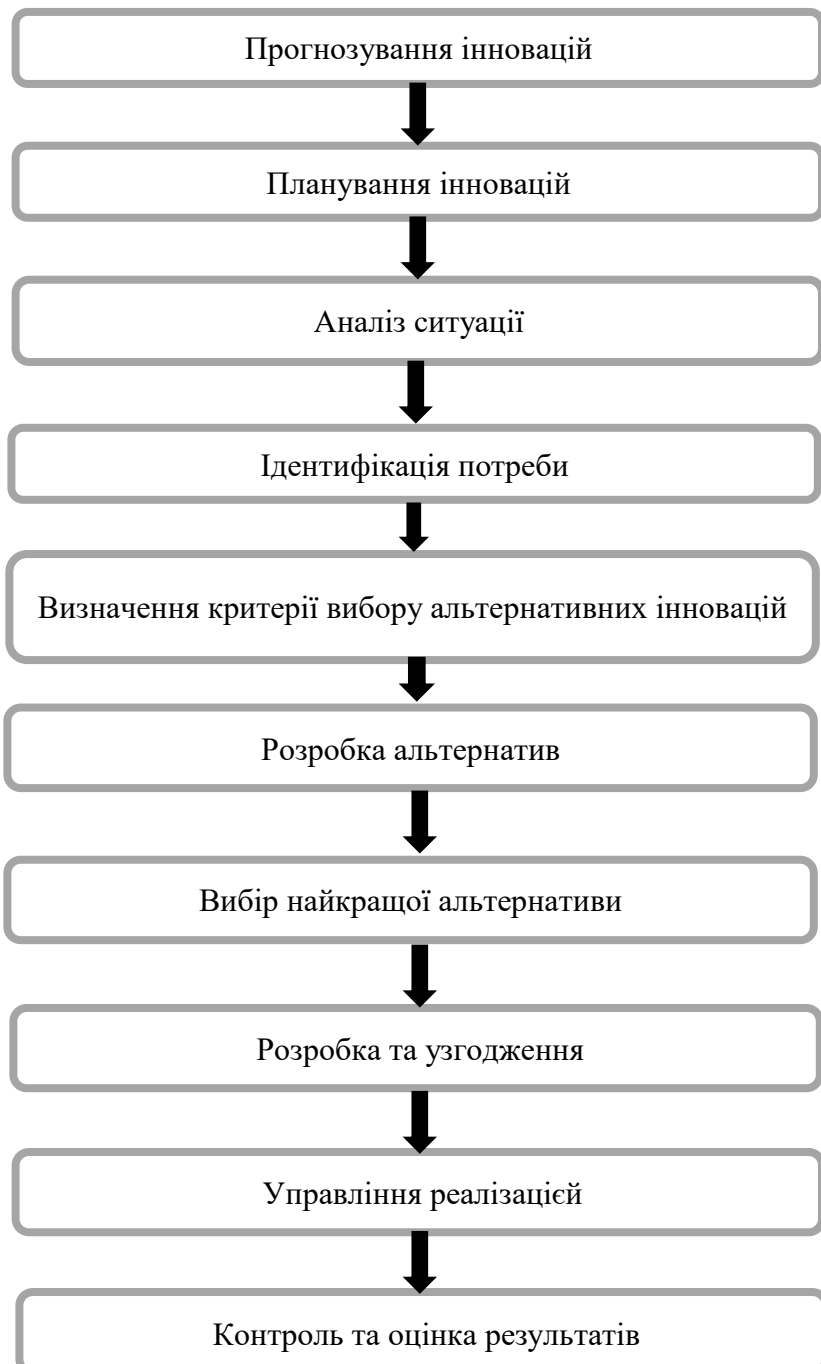 Прогнозування інновацій
Планування інновацій
Аналіз ситуації
Ідентифікація потреби
Визначення критерії вибору альтернативних інновацій
Розробка альтернатив
Вибір найкращої альтернативи
Розробка та узгодження
Управління реалізацієй
Контроль та оцінка результатів